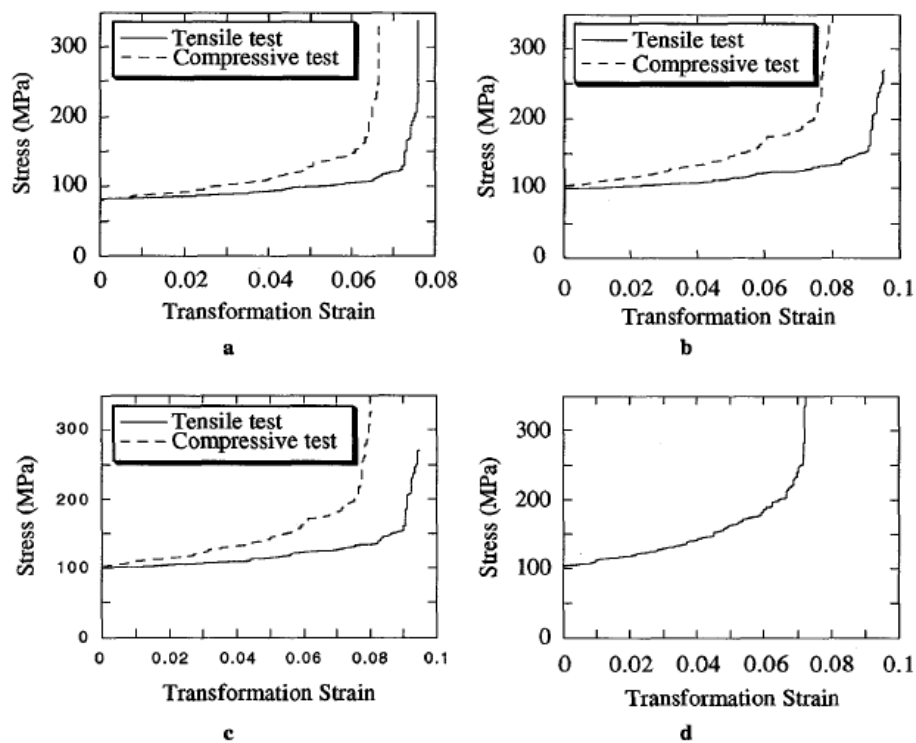 300
200
100
0
Stress (MPa)
Tensile test
Compressive test
0 0.02 0.04 0.06 0.08
Transformation Strain
a
300
200
100
0
Stress (MPa)
Tensile test
Compressive test
0 0.02 0.04 0.06 0.08 0.1
Transformation Strain
b
300
200
100
0
Stress (MPa)
Tensile test
Compressive test
0 0.02 0.04 0.06 0.08 0.1
Transformation Strain
c
300
200
100
0
Stress (MPa)
0 0.02 0.04 0.06 0.08 0.1
Transformation Strain
d